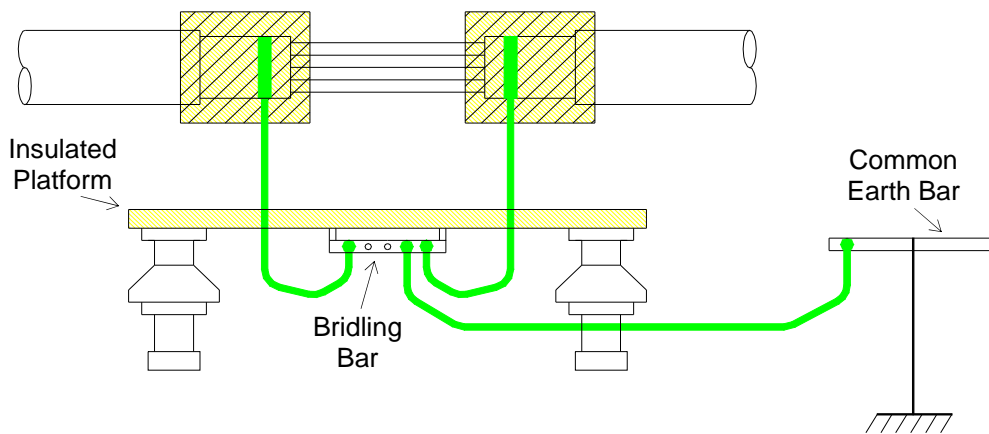 Insulated
Platform
Common
Earth Bar
Bridling
Bar